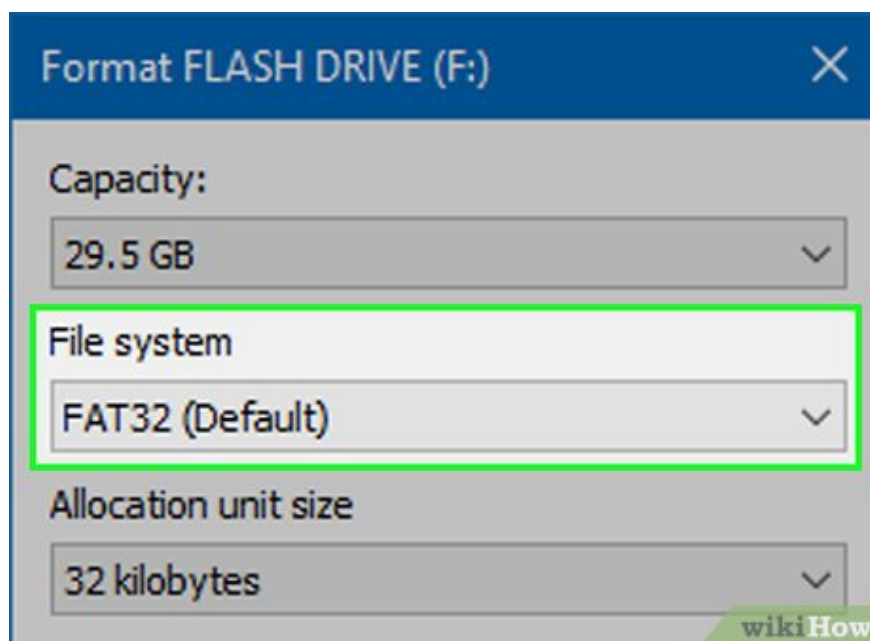 Format FLASH DRIVE (F:)
Capacity:
29.5 GB
File system
FAT32 (Default)
Allocation unit size
32 kilobytes
wikiHow